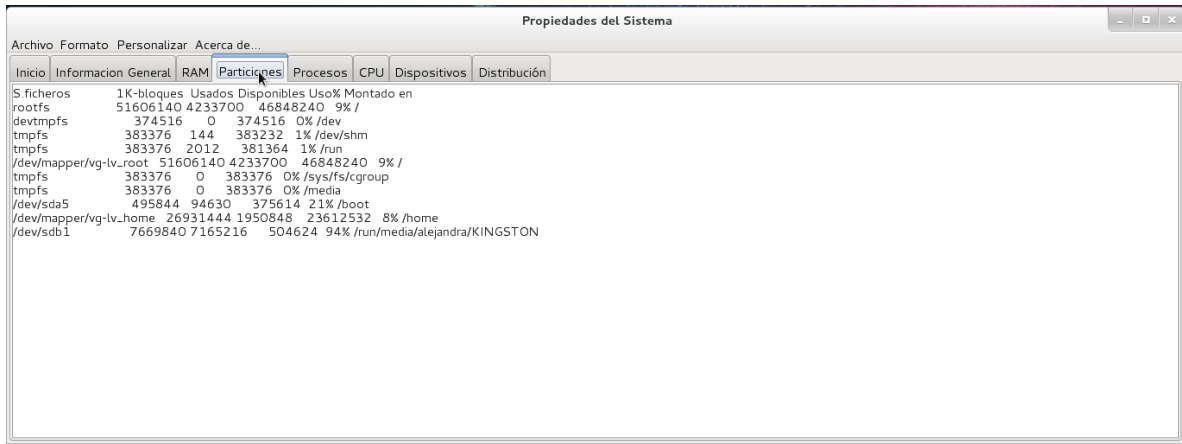 Propiedades del Sistema
Archivo Formato Personalizar Acerca de...
Inicio Informacion General RAM Particiones Procesos CPU Dispositivos Distribución
S.ficheros 1K-bloques Usados Disponibles Uso% Montado en
rootfs 51606140 4233700 46848240 9% /
devtmpfs 374516 0 374516 0% /dev
tmpfs 383376 144 383232 1% /dev/shm
tmpfs 383376 2012 381364 1% /run
/dev/mapper/vg-lv_root 51606140 4233700 46848240 9% /
tmpfs 383376 0 383376 0% /sys/fs/cgroup
tmpfs 383376 0 383376 0% /media
/dev/sda5 495844 94630 375614 21% /boot
/dev/mapper/vg-lv_home 26931444 1950848 23612532 8% /home
/dev/sdb1 7669840 7165216 504624 94% /run/media/alejandra/KINGSTON